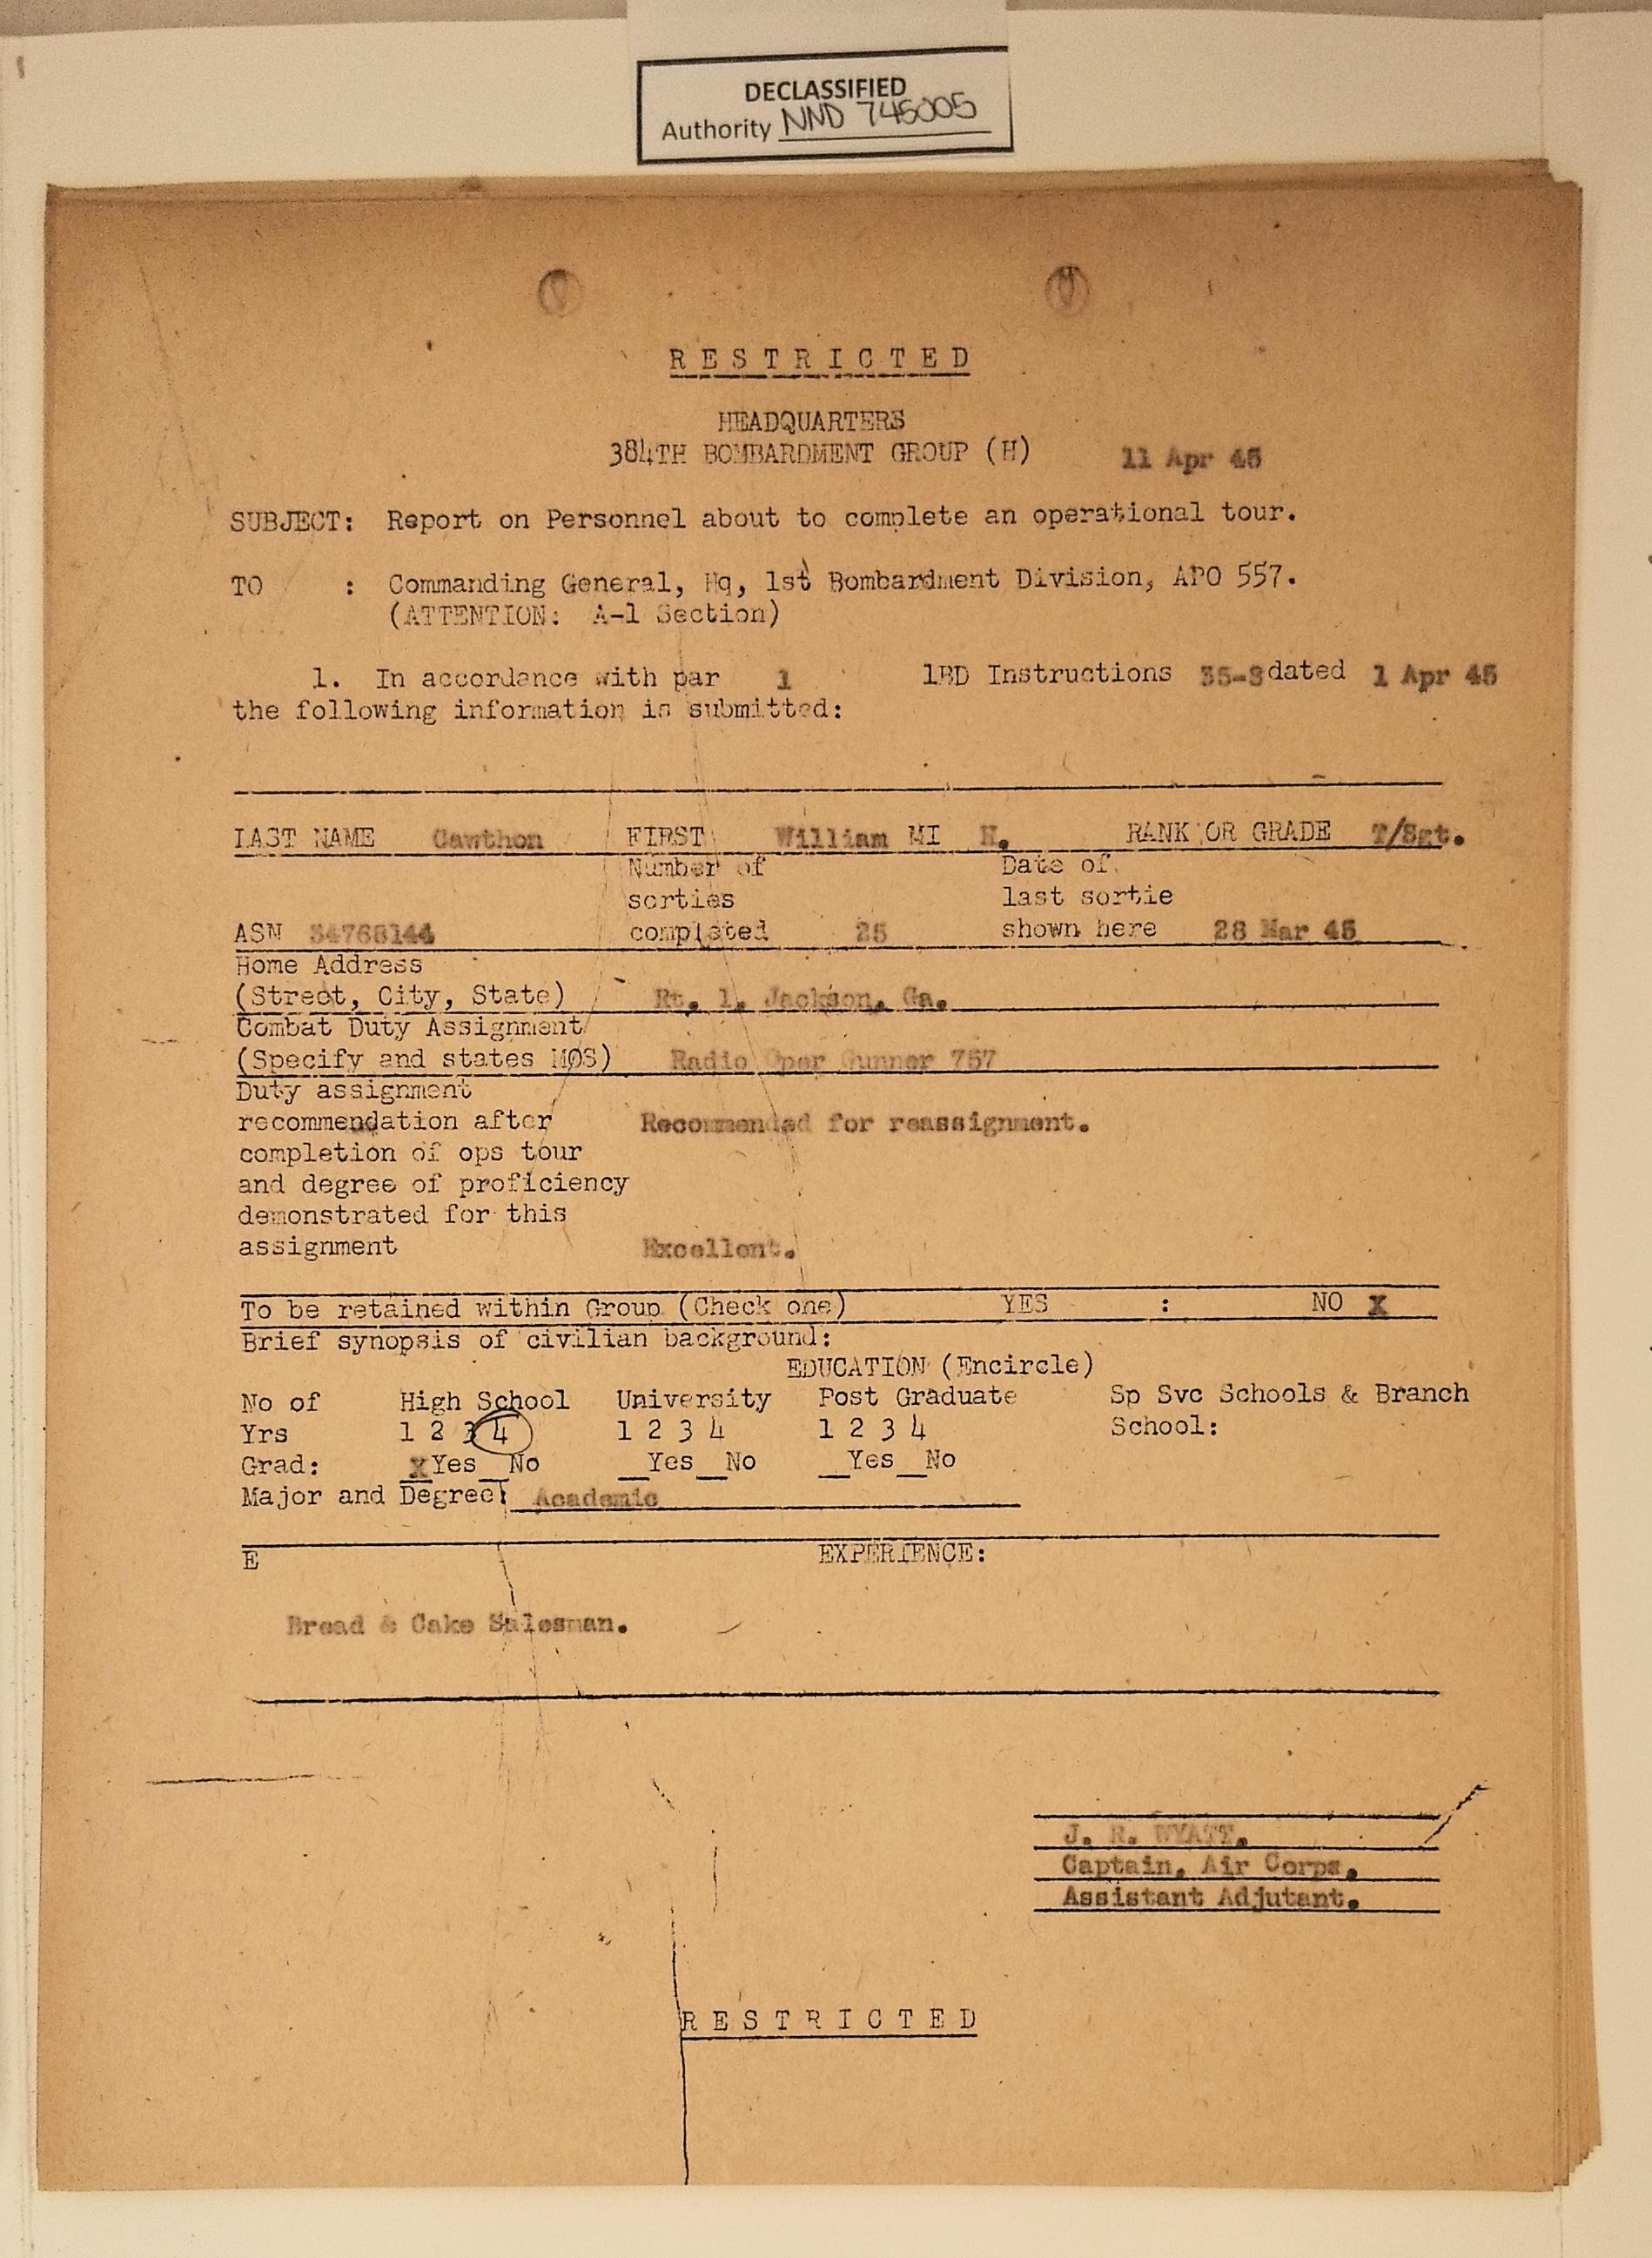 DECLASSIFIED
Authority NND 745005
RESTRICTED
HEADQUARTERS
384TH BOMBARDMENT GROUP (H) 11 Apr 45
SUBJECT: Report on Personnel about to complete an operational tour.
TO : Commanding General, Hq, 1st Bombardment Division, APO 557.
(ATTENTION: A-1 Section)
1. In accordance with par 1 1BD Instructions 35-3 dated 1 Apr 45
the following information is submitted:
LAST NAME Cawthon FIRST William MI H. RANK OR GRADE T/Sgt.
Number of Date of
sorties last sortie
ASN 34768144 completed 25 shown here 28 Mar 45
Home Address
(Street, City, State) Rt. 1, Jackson, Ga.
Combat Duty Assignment
(Specify and states MOS) Radio Oper Gunner 757
Duty assignment
recommendation after Recommended for reassignment.
completion of ops tour
and degree of proficiency
demonstrated for this
assignment Excellent.
To be retained within Group (Check one) YES : NO X
Brief synopsis of civilian background:
EDUCATION (Encircle)
No of High School University Post Graduate Sp Svc Schools & Branch
Yrs 1 2 3 4 1 2 3 4 1 2 3 4 School:
Grad: x Yes _No _Yes _No _Yes _No
Major and Degree: Academic
E EXPERIENCE:
Bread & Cake Salesman.
J. R. WYATT.
Captain, Air Corps.
Assistant Adjutant.
RESTRICTED